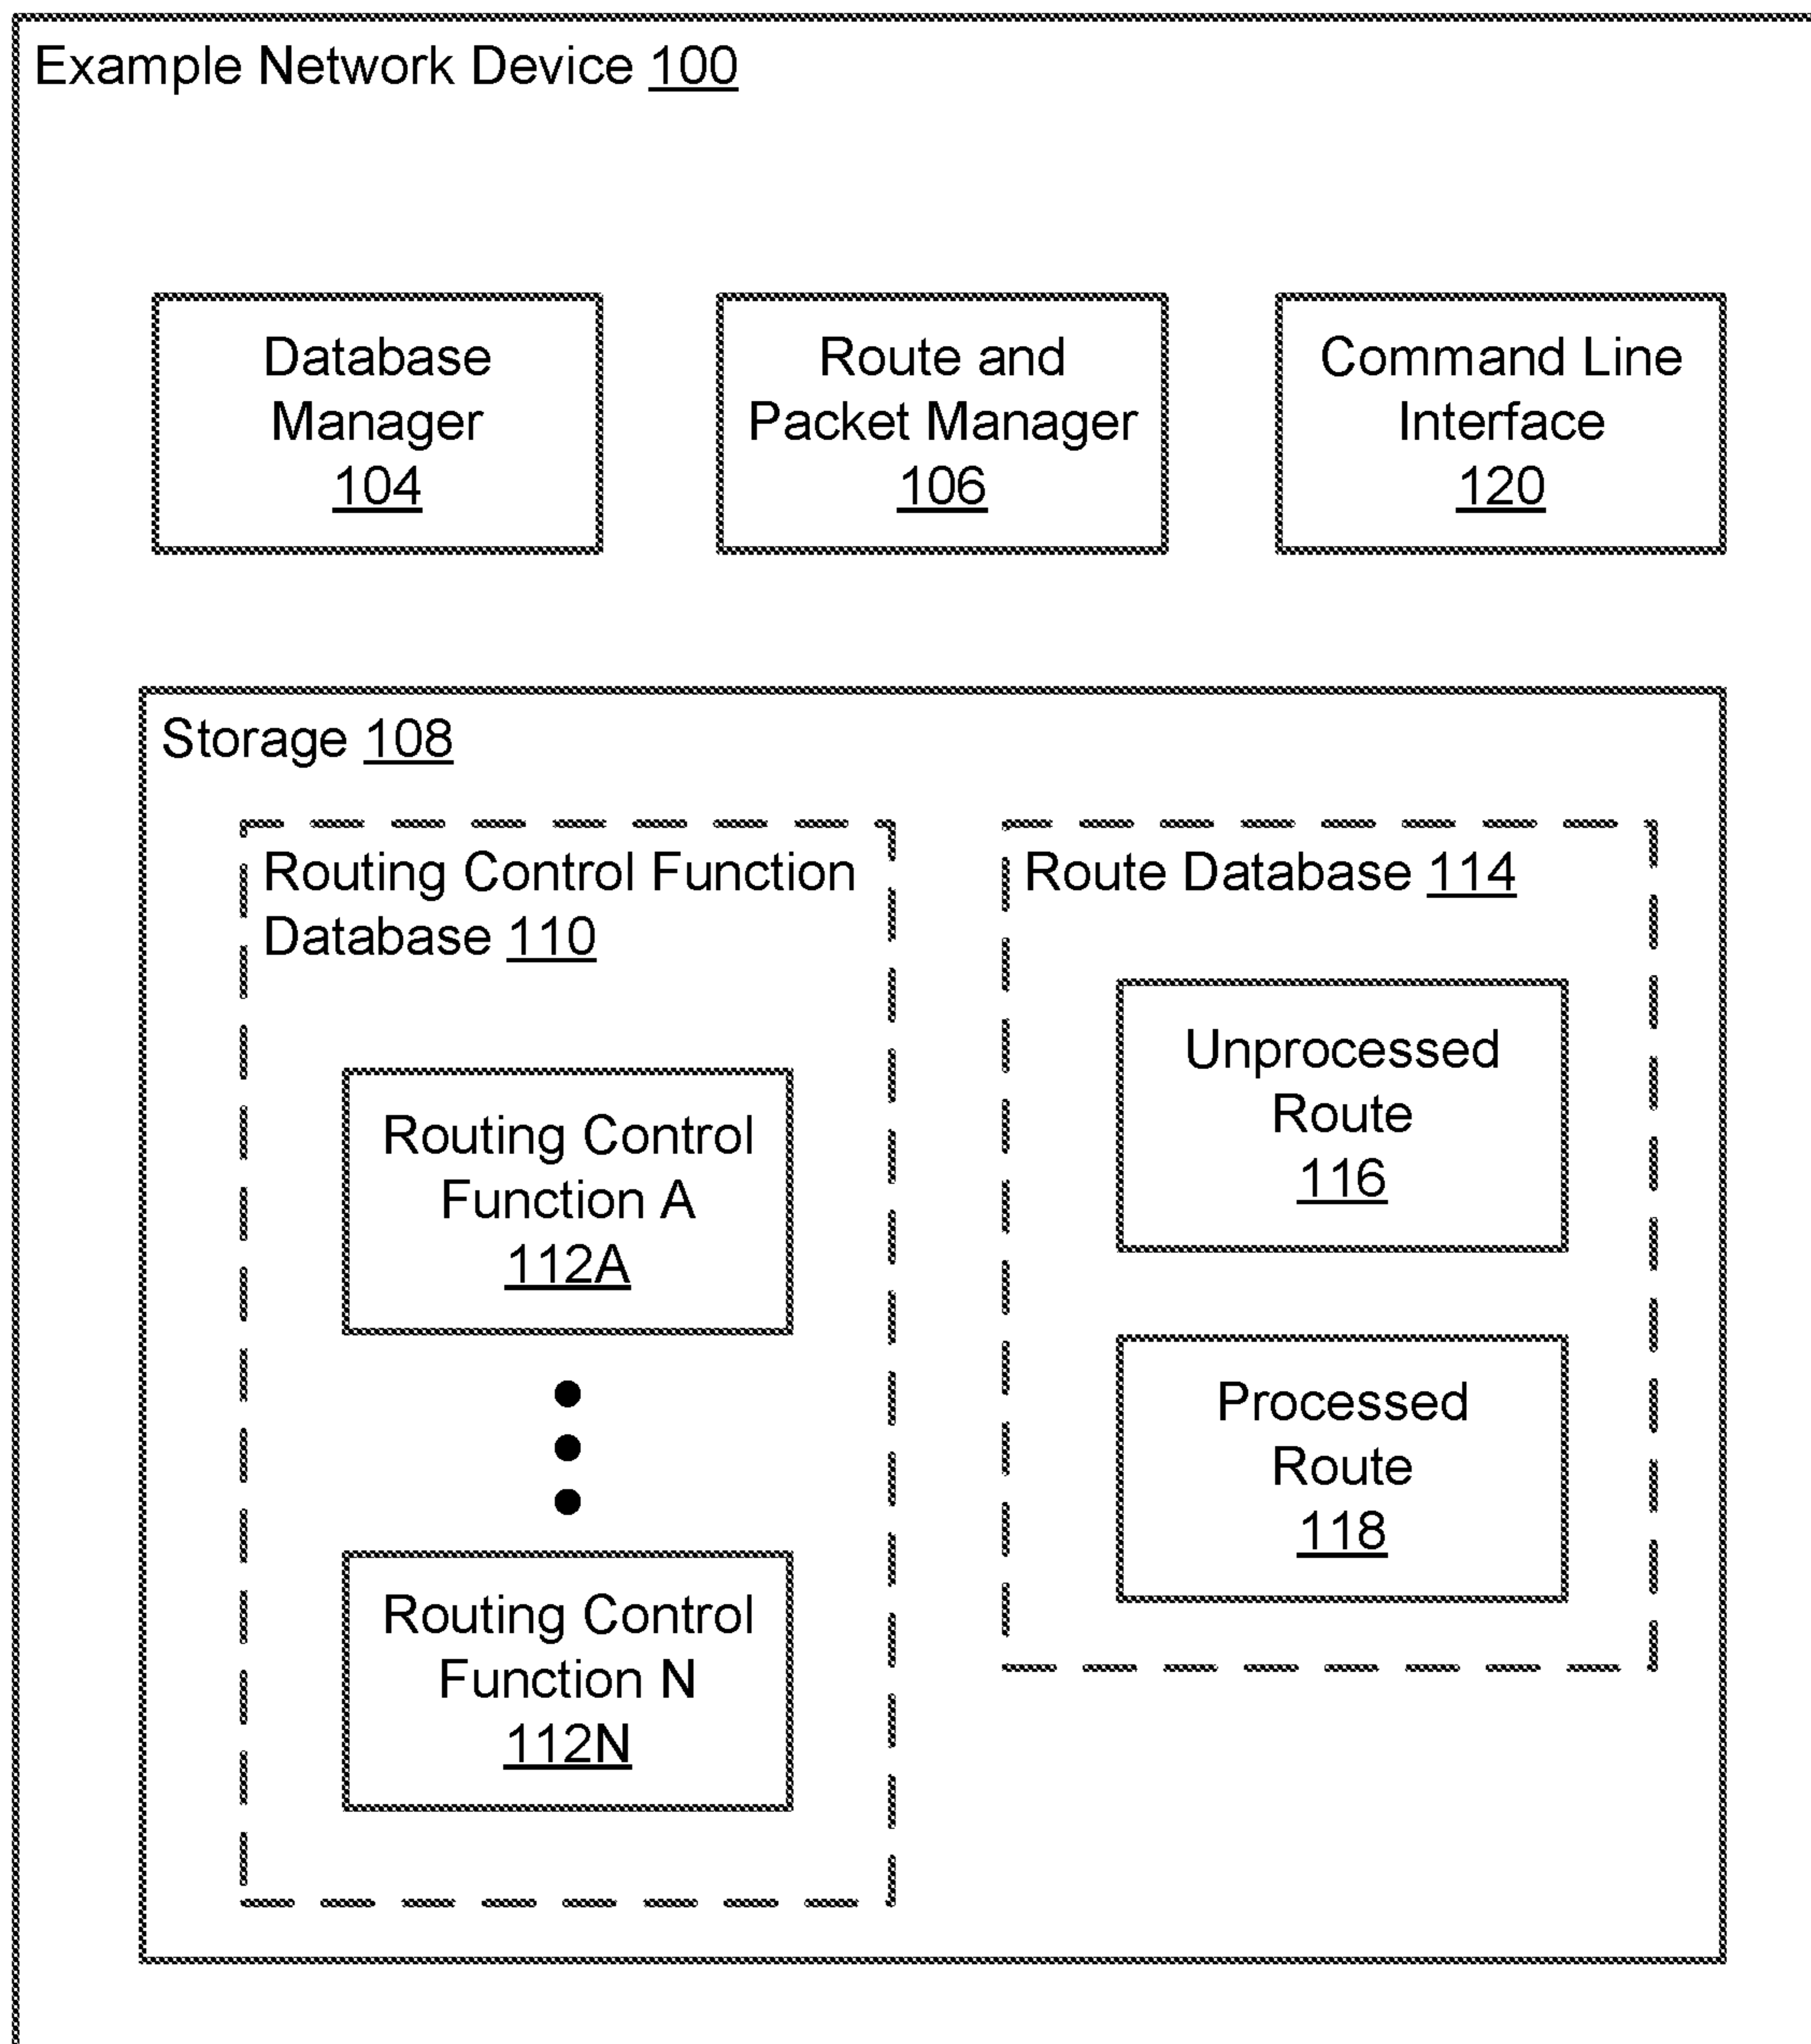 Example Network Device 100
Database
Manager
104
Route and
Packet Manager
106
Command Line
Interface
120
Storage 108
Routing Control Function
Database 110
Routing Control
Function A
112A
Routing Control
Function N
112N
Route Database 114
Unprocessed
Route
116
Processed
Route
118